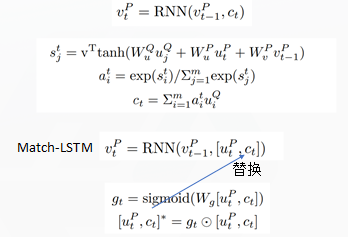 v_t^P = RNN(v_{t-1}^P, c_t)
s_j^t = v^T tanh(W_u^Q u_j^Q + W_u^P u_t^P + W_v^P v_{t-1}^P)
a_i^t = exp(s_i^t)/Σ_{j=1}^m exp(s_j^t)
c_t = Σ_{i=1}^m a_i^t u_i^Q
Match-LSTM v_t^P = RNN(v_{t-1}^P, [u_t^P, c_t])
替换
g_t = sigmoid(W_g[u_t^P, c_t])
[u_t^P, c_t]^* = g_t ⊙ [u_t^P, c_t]